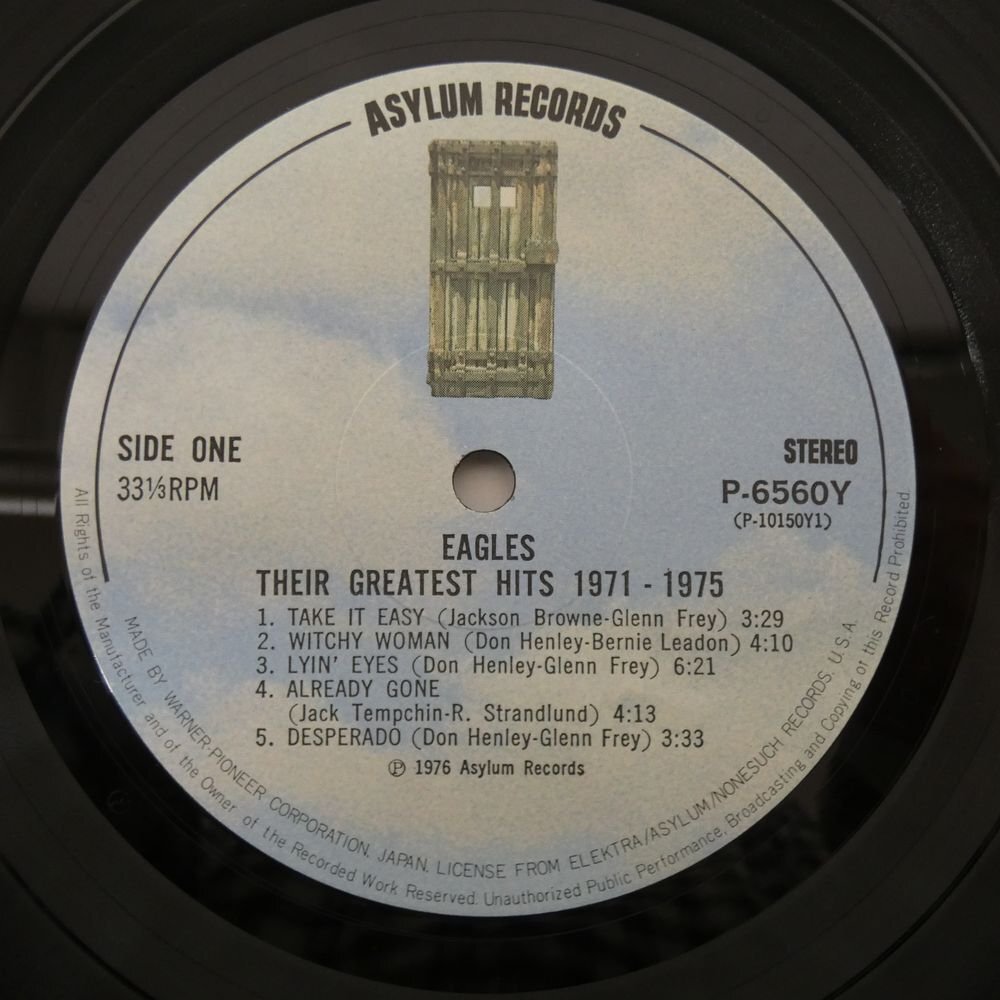 ASYLUM RECORDS
SIDE ONE
33⅓RPM
STEREO
P-6560Y
(P-10150Y1)
EAGLES
THEIR GREATEST HITS 1971 - 1975
1. TAKE IT EASY (Jackson Browne-Glenn Frey) 3:29
2. WITCHY WOMAN (Don Henley-Bernie Leadon) 4:10
3. LYIN' EYES (Don Henley-Glenn Frey) 6:21
4. ALREADY GONE
(Jack Tempchin-R. Strandlund) 4:13
5. DESPERADO (Don Henley-Glenn Frey) 3:33
Ⓟ 1976 Asylum Records
MADE BY WARNER-PIONEER CORPORATION, JAPAN. LICENSE FROM ELEKTRA/ASYLUM/NONESUCH RECORDS, U.S.A.
All Rights of the Manufacturer and of the Owner of the Recorded Work Reserved. Unauthorized Public Performance, Broadcasting and Copying of this Record Prohibited.